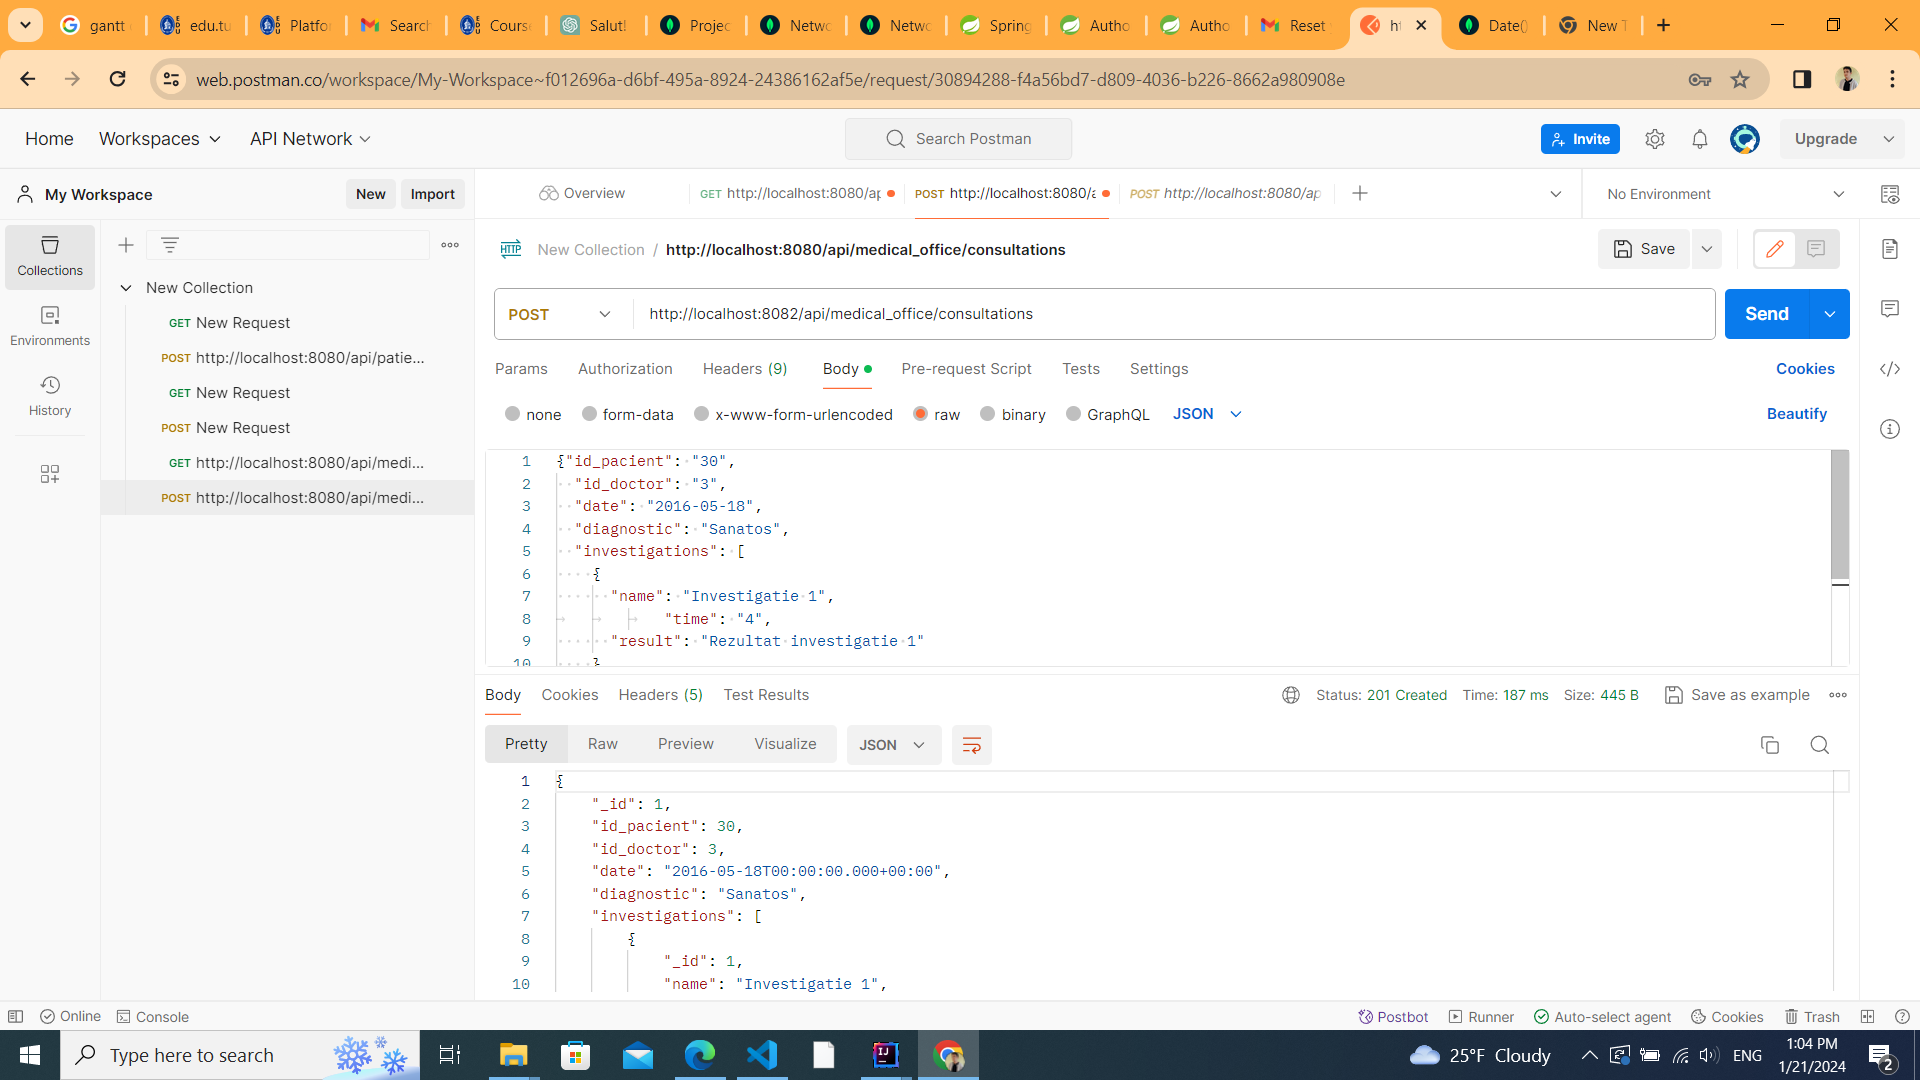 gantt
edu.tu
Platfor
Search
Course
Salut!
Projec
Netwo
Netwo
Spring
Autho
Autho
Reset
ht
Date()
New T
web.postman.co/workspace/My-Workspace~f012696a-d6bf-495a-8924-24386162af5e/request/30894288-f4a56bd7-d809-4036-b226-8662a980908e
Home Workspaces API Network Search Postman Invite Upgrade
My Workspace New Import
Overview GET http://localhost:8080/ap POST http://localhost:8080/a POST http://localhost:8080/ap No Environment
Collections
Environments
History
New Collection
GET New Request
POST http://localhost:8080/api/patie...
GET New Request
POST New Request
GET http://localhost:8080/api/medi...
POST http://localhost:8080/api/medi...
HTTP New Collection / http://localhost:8080/api/medical_office/consultations Save
POST http://localhost:8082/api/medical_office/consultations Send
Params Authorization Headers (9) Body Pre-request Script Tests Settings Cookies
none form-data x-www-form-urlencoded raw binary GraphQL JSON Beautify
1 {"id_pacient": "30",
2 "id_doctor": "3",
3 "date": "2016-05-18",
4 "diagnostic": "Sanatos",
5 "investigations": [
6 {
7 "name": "Investigatie 1",
8 "time": "4",
9 "result": "Rezultat investigatie 1"
10 }
Body Cookies Headers (5) Test Results Status: 201 Created Time: 187 ms Size: 445 B Save as example
Pretty Raw Preview Visualize JSON
1 {
2 "_id": 1,
3 "id_pacient": 30,
4 "id_doctor": 3,
5 "date": "2016-05-18T00:00:00.000+00:00",
6 "diagnostic": "Sanatos",
7 "investigations": [
8 {
9 "_id": 1,
10 "name": "Investigatie 1",
Online Console Postbot Runner Auto-select agent Cookies Trash
Type here to search 25°F Cloudy ENG 1:04 PM
1/21/2024
2